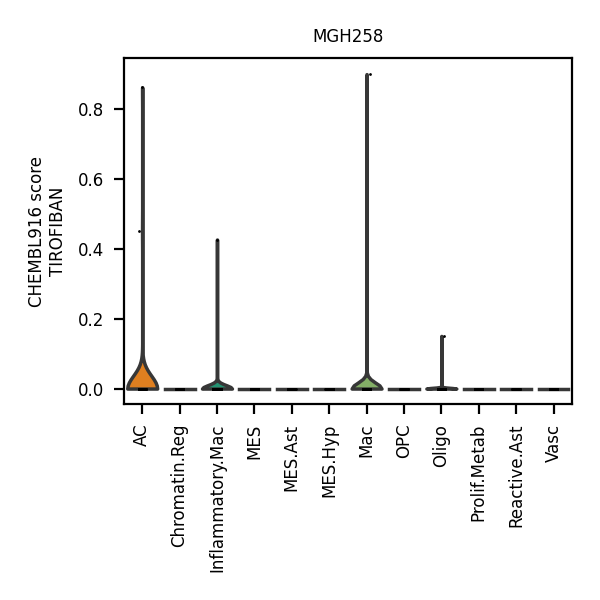 MGH258
CHEMBL916 score
TIROFIBAN
0.8
0.6
0.4
0.2
0.0
AC
Chromatin.Reg
Inflammatory.Mac
MES
MES.Ast
MES.Hyp
Mac
OPC
Oligo
Prolif.Metab
Reactive.Ast
Vasc